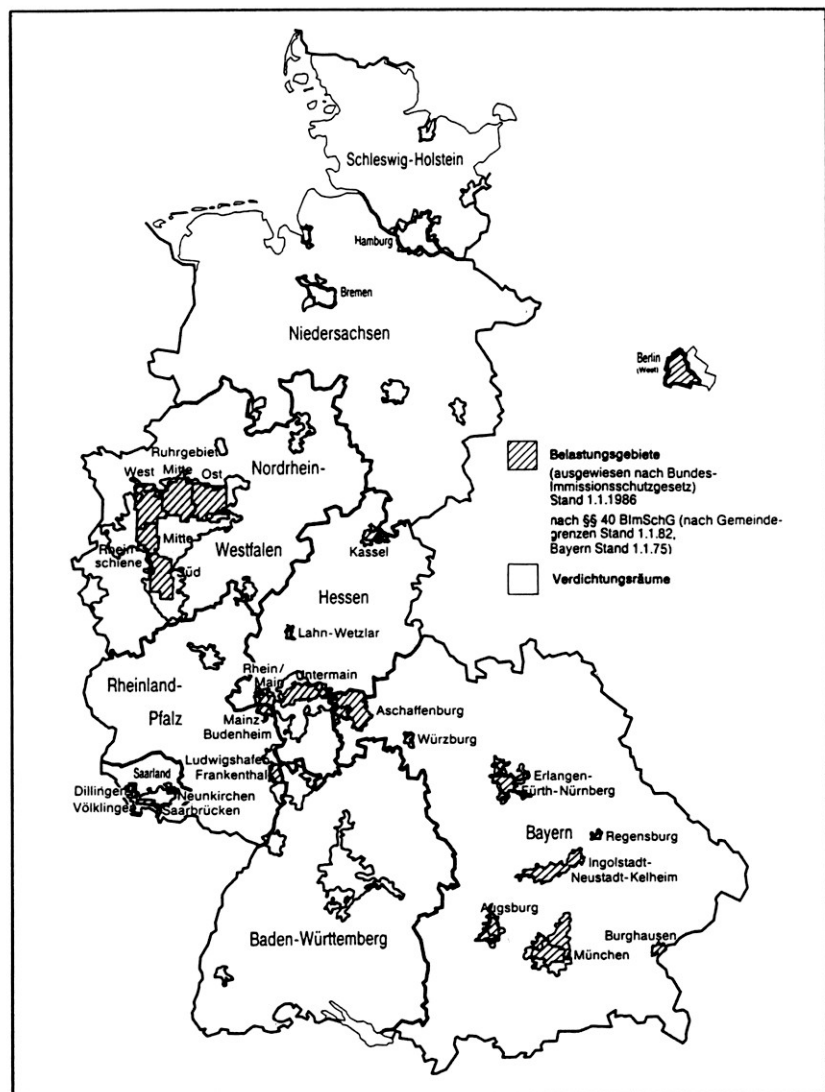 Schleswig-Holstein
Hamburg
Bremen
Niedersachsen
Berlin
(West)
Ruhrgebiet
West Mitte Ost
Nordrhein-
Mitte
Rhein
schiene
Westfalen
Süd
Kassel
Hessen
Lahn-Wetzlar
Belastungsgebiete
(ausgewiesen nach Bundes-
Immissionsschutzgesetz)
Stand 1.1.1986
nach §§ 40 BImSchG (nach Gemeinde-
grenzen Stand 1.1.82,
Bayern Stand 1.1.75)
Verdichtungsräume
Rheinland-
Pfalz
Rhein/
Main
Untermain
Mainz
Budenheim
Aschaffenburg
Würzburg
Ludwigshafen
Frankenthal
Saarland
Dillingen
Völklingen
Neunkirchen
Saarbrücken
Erlangen-
Fürth-Nürnberg
Bayern
Regensburg
Ingolstadt-
Neustadt-Kelheim
Augsburg
Burghausen
München
Baden-Württemberg